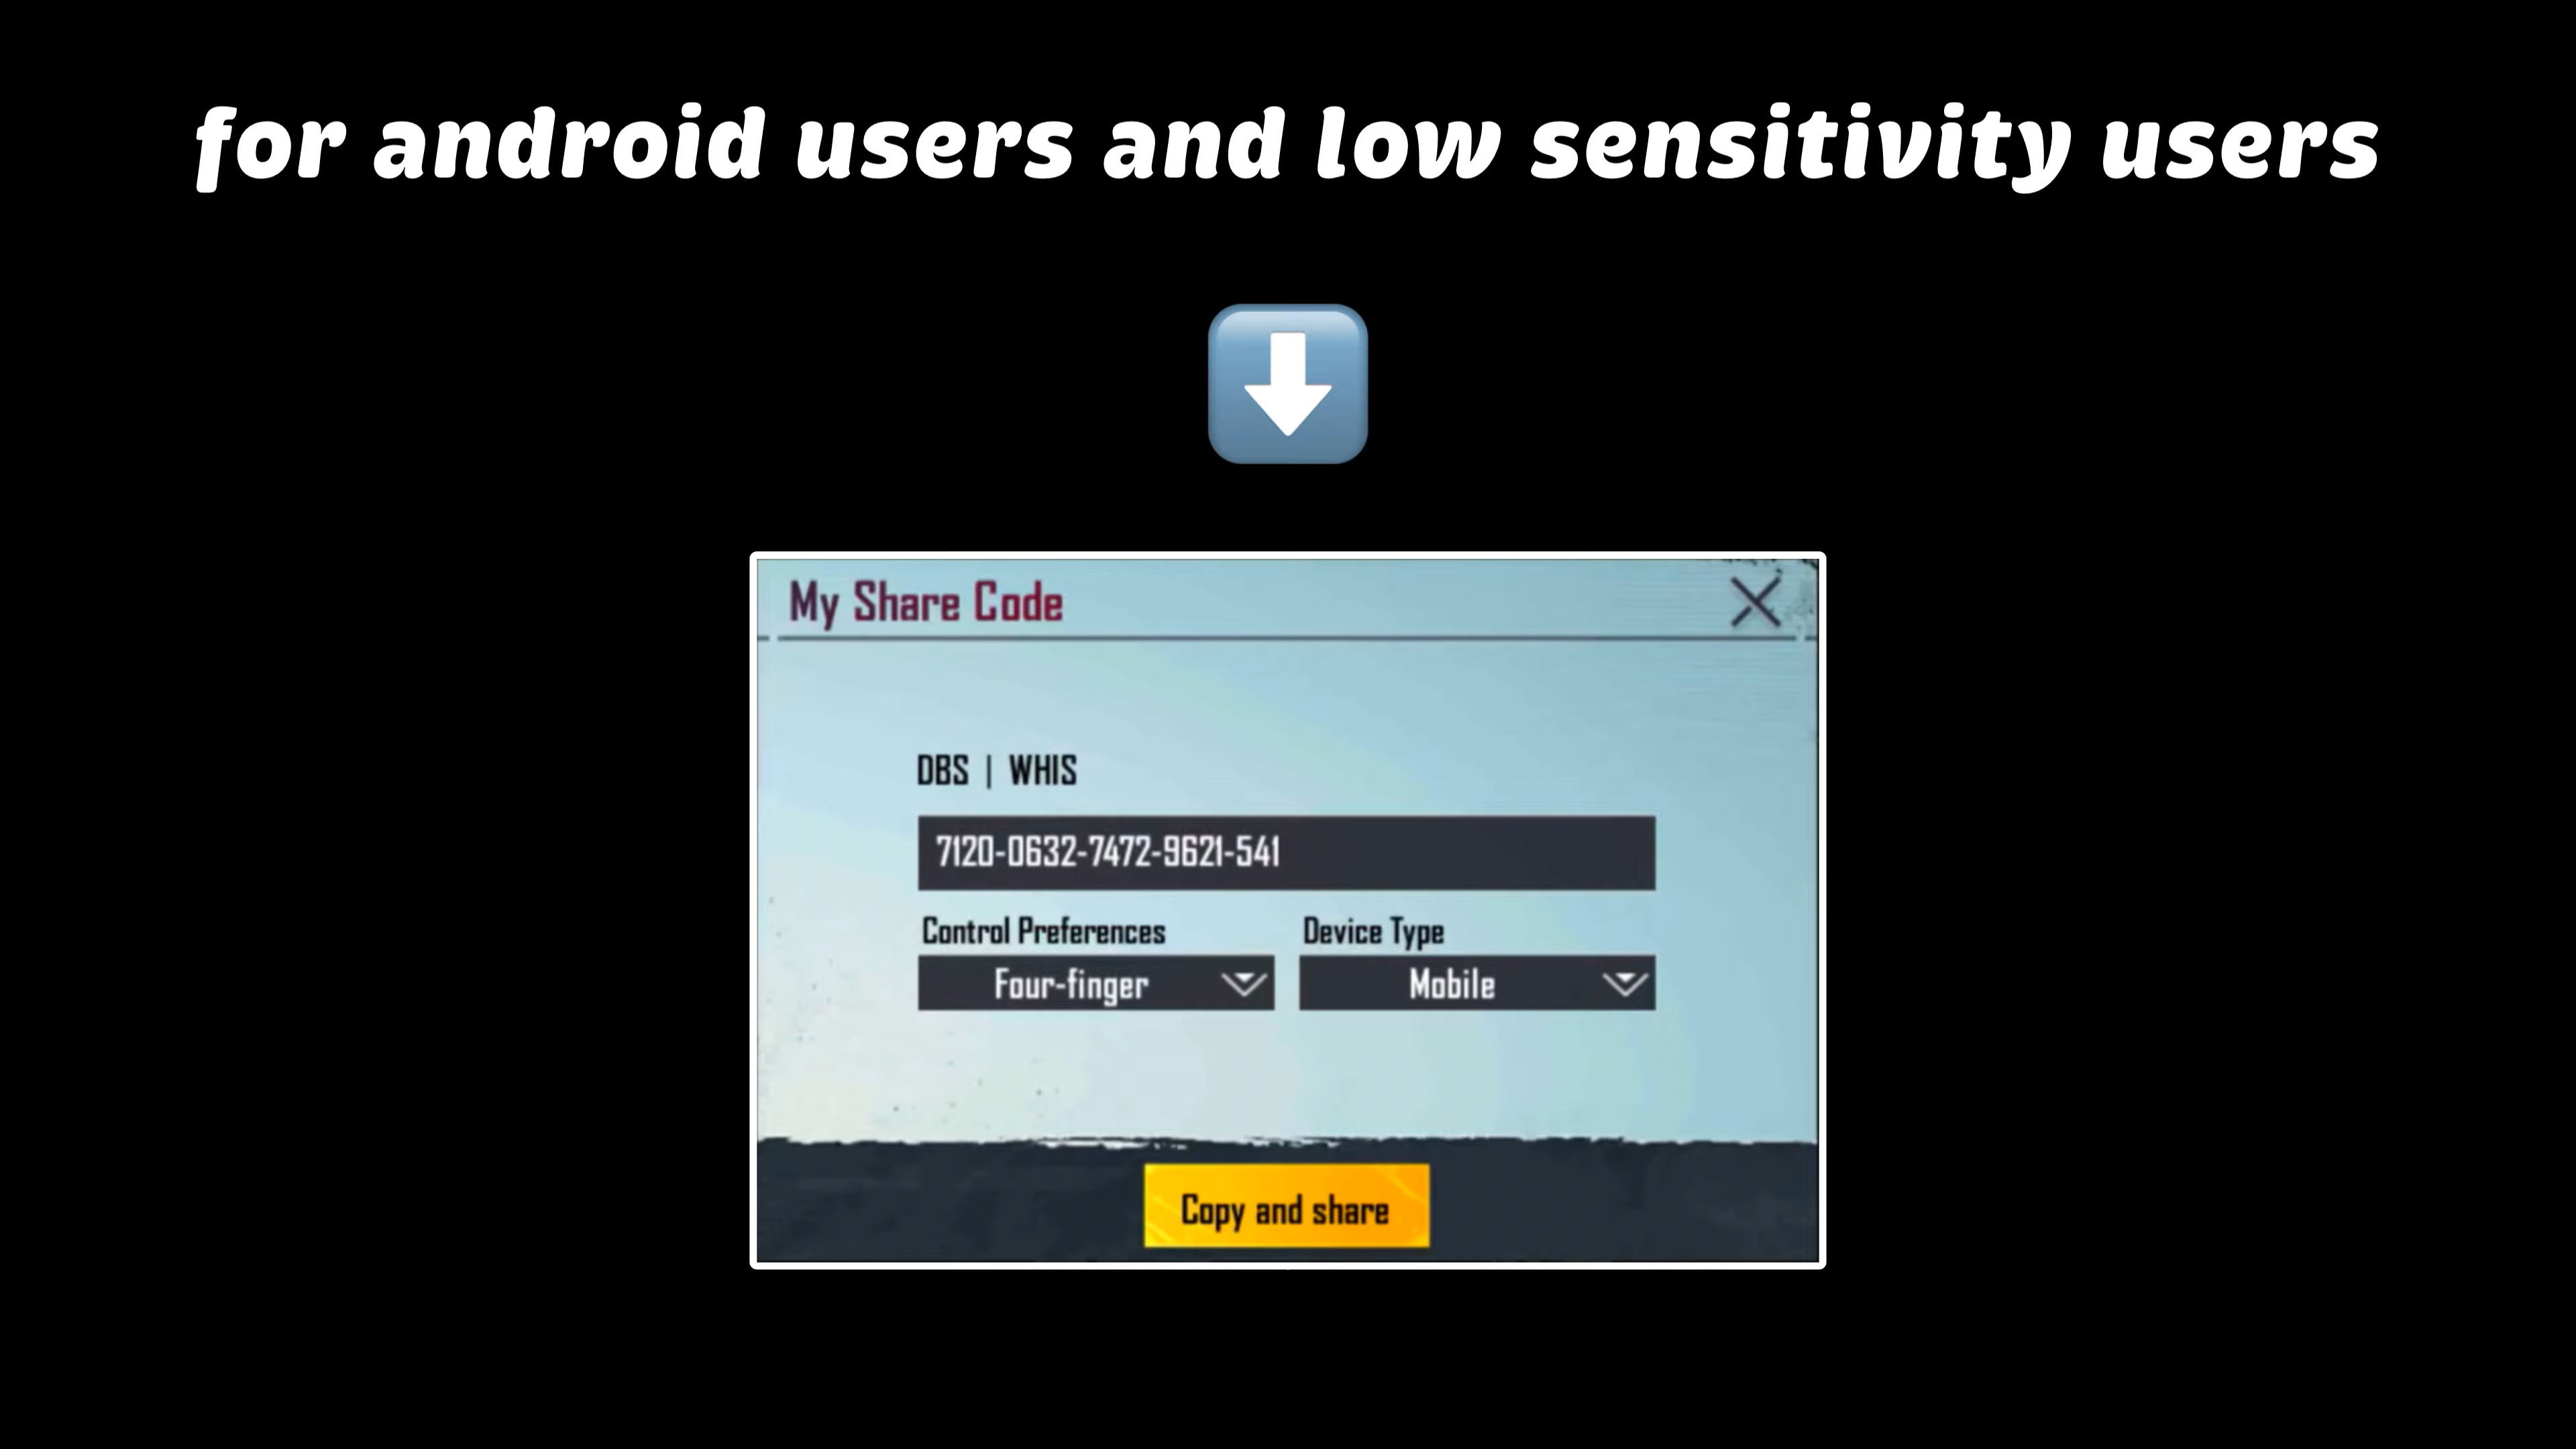 for android users and low sensitivity users
My Share Code
DBS | WHIS
7120-0632-7472-9621-541
Control Preferences Device Type
Four-finger Mobile
Copy and share